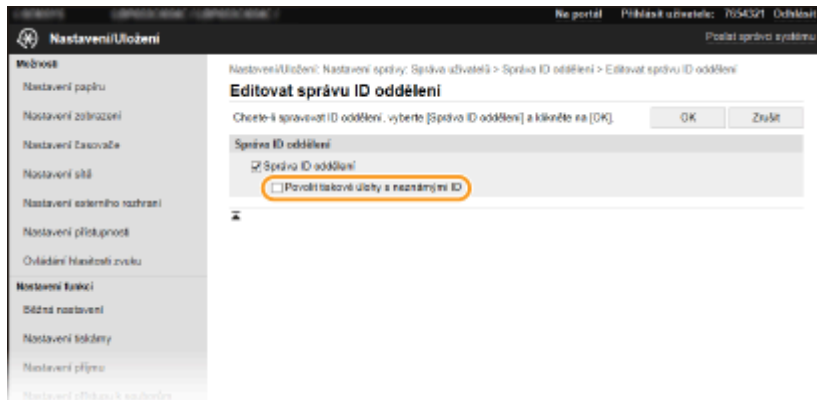 Na portál Přihlásit uživatele: 7654321 Odhlásit
Nastavení/Uložení
Poslat správci systému
Možnosti
Nastavení papíru
Nastavení zobrazení
Nastavení časovače
Nastavení sítě
Nastavení externího rozhraní
Nastavení přístupnosti
Ovládání hlasitosti zvuku
Nastavení funkcí
Běžná nastavení
Nastavení tiskárny
Nastavení příjmu
Nastavení/Uložení: Nastavení správy: Správa uživatelů > Správa ID oddělení > Editovat správu ID oddělení
Editovat správu ID oddělení
Chcete-li spravovat ID oddělení, vyberte [Správa ID oddělení] a klikněte na [OK].
OK
Zrušit
Správa ID oddělení
Správa ID oddělení
Povolit tiskové úlohy s neznámými ID